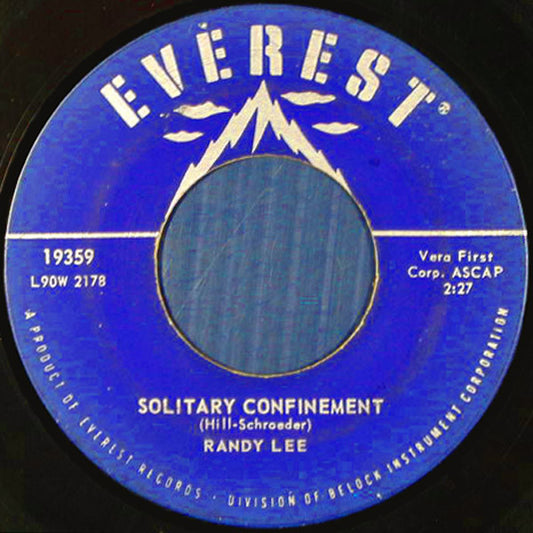 EVEREST®
19359
L90W 2178
Vera First
Corp. ASCAP
2:27
SOLITARY CONFINEMENT
(Hill-Schroeder)
RANDY LEE
A PRODUCT OF EVEREST RECORDS · DIVISION OF BELOCK INSTRUMENT CORPORATION